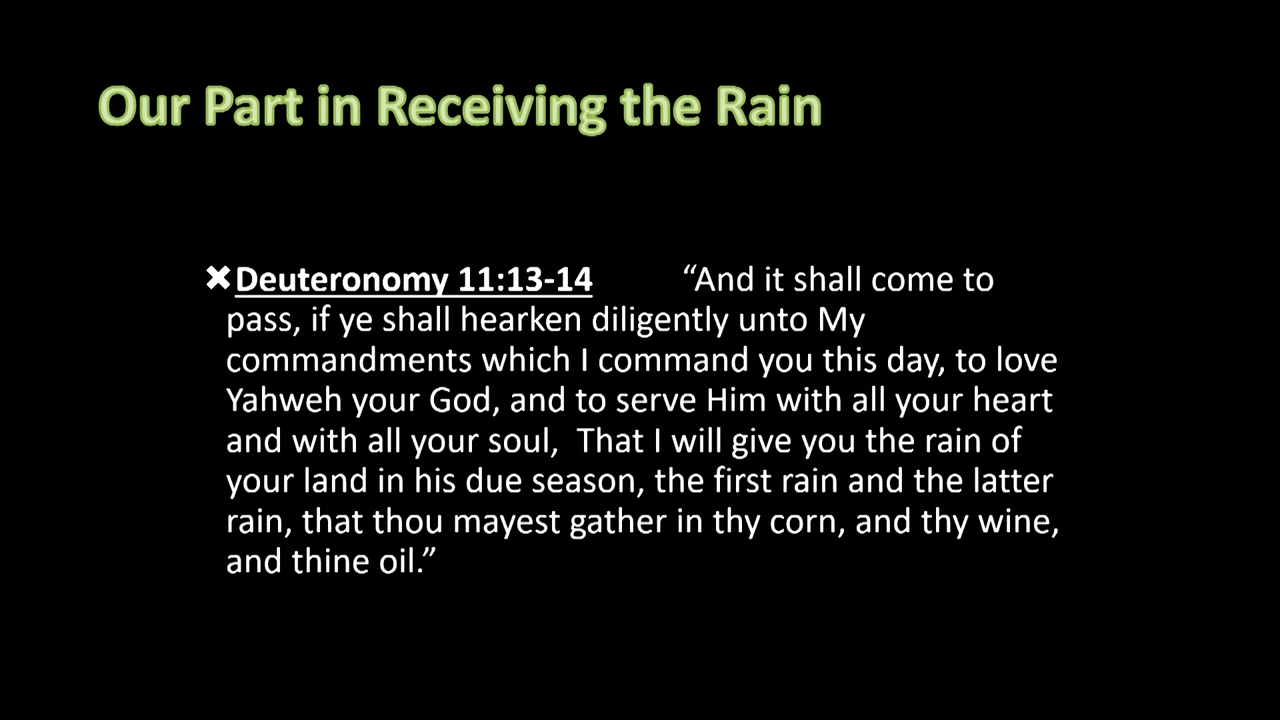 Our Part in Receiving the Rain
✖Deuteronomy 11:13-14 “And it shall come to
pass, if ye shall hearken diligently unto My
commandments which I command you this day, to love
Yahweh your God, and to serve Him with all your heart
and with all your soul,  That I will give you the rain of
your land in his due season, the first rain and the latter
rain, that thou mayest gather in thy corn, and thy wine,
and thine oil.”